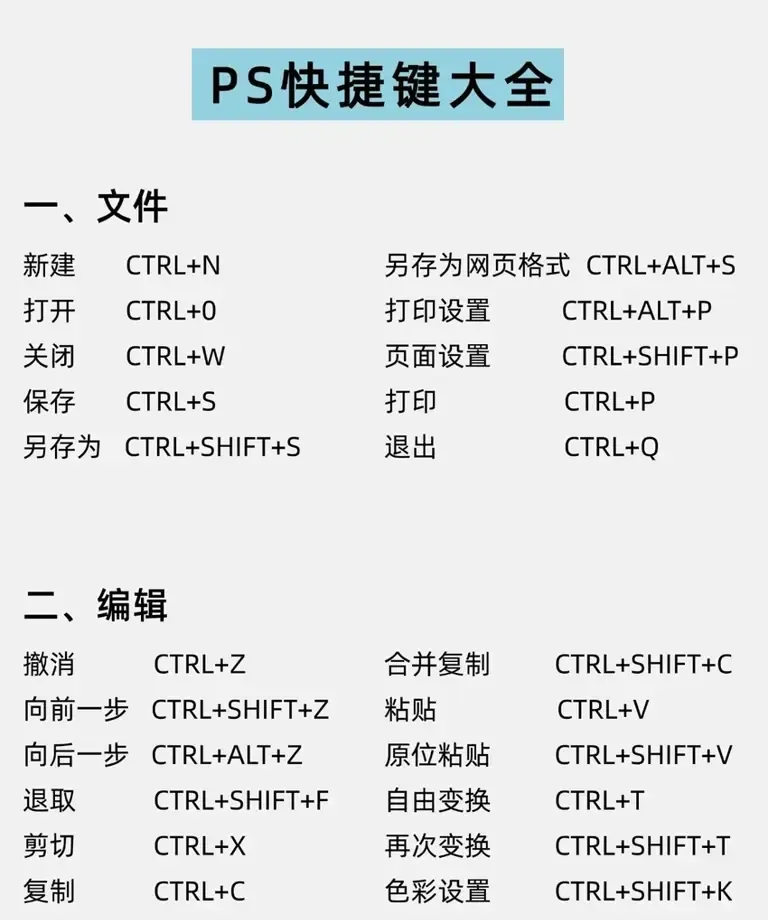 PS快捷键大全
一、文件
新建 CTRL+N 另存为网页格式 CTRL+ALT+S
打开 CTRL+0 打印设置 CTRL+ALT+P
关闭 CTRL+W 页面设置 CTRL+SHIFT+P
保存 CTRL+S 打印 CTRL+P
另存为 CTRL+SHIFT+S 退出 CTRL+Q
二、编辑
撤消 CTRL+Z 合并复制 CTRL+SHIFT+C
向前一步 CTRL+SHIFT+Z 粘贴 CTRL+V
向后一步 CTRL+ALT+Z 原位粘贴 CTRL+SHIFT+V
退取 CTRL+SHIFT+F 自由变换 CTRL+T
剪切 CTRL+X 再次变换 CTRL+SHIFT+T
复制 CTRL+C 色彩设置 CTRL+SHIFT+K